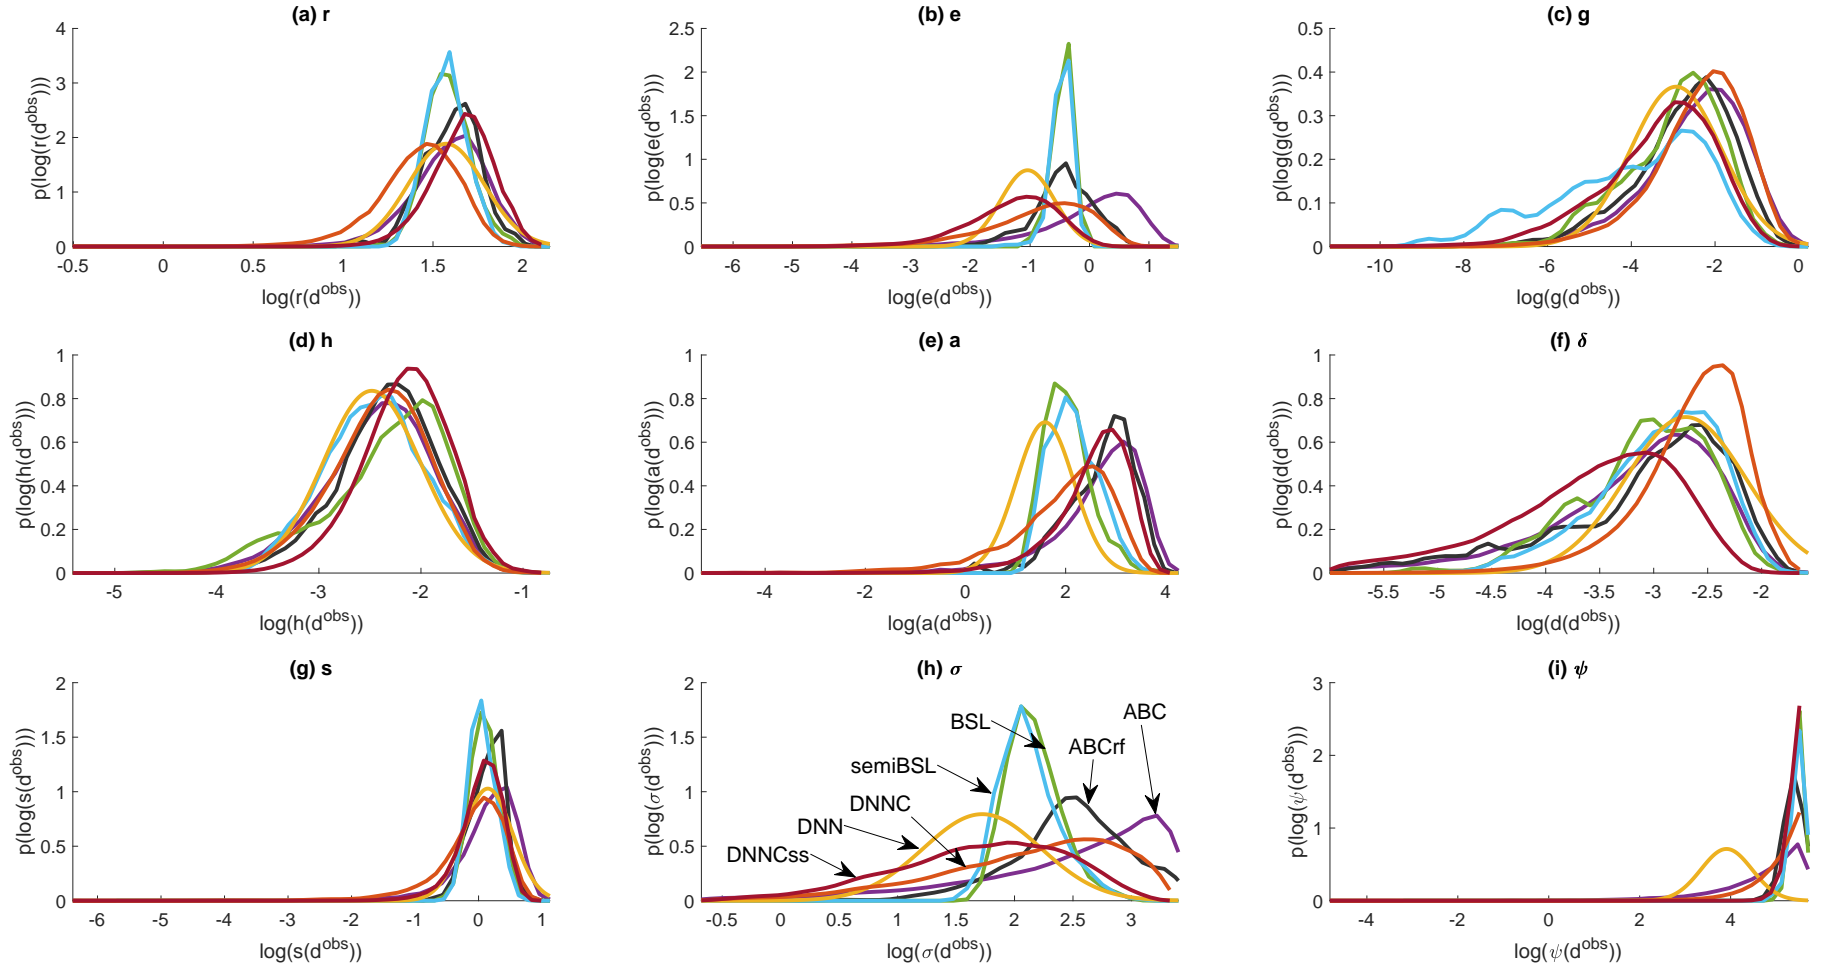 (a) r
4
3
2
1
0
-0.5 0 0.5 1 1.5 2
p(log(r(d^obs)))
log(r(d^obs))
(b) e
2.5
2
1.5
1
0.5
0
-6 -5 -4 -3 -2 -1 0 1
p(log(e(d^obs)))
log(e(d^obs))
(c) g
0.5
0.4
0.3
0.2
0.1
0
-10 -8 -6 -4 -2 0
p(log(g(d^obs)))
log(g(d^obs))
(d) h
1
0.8
0.6
0.4
0.2
0
-5 -4 -3 -2 -1
p(log(h(d^obs)))
log(h(d^obs))
(e) a
1
0.8
0.6
0.4
0.2
0
-4 -2 0 2 4
p(log(a(d^obs)))
log(a(d^obs))
(f) δ
1
0.8
0.6
0.4
0.2
0
-5.5 -5 -4.5 -4 -3.5 -3 -2.5 -2
p(log(d(d^obs)))
log(d(d^obs))
(g) s
2
1.5
1
0.5
0
-6 -5 -4 -3 -2 -1 0 1
p(log(s(d^obs)))
log(s(d^obs))
(h) σ
2
1.5
1
0.5
0
-0.5 0 0.5 1 1.5 2 2.5 3
p(log(σ(d^obs)))
log(σ(d^obs))
BSL
ABC
ABCrf
semiBSL
DNNC
DNN
DNNCss
(i) ψ
3
2
1
0
-4 -2 0 2 4
p(log(ψ(d^obs)))
log(ψ(d^obs))